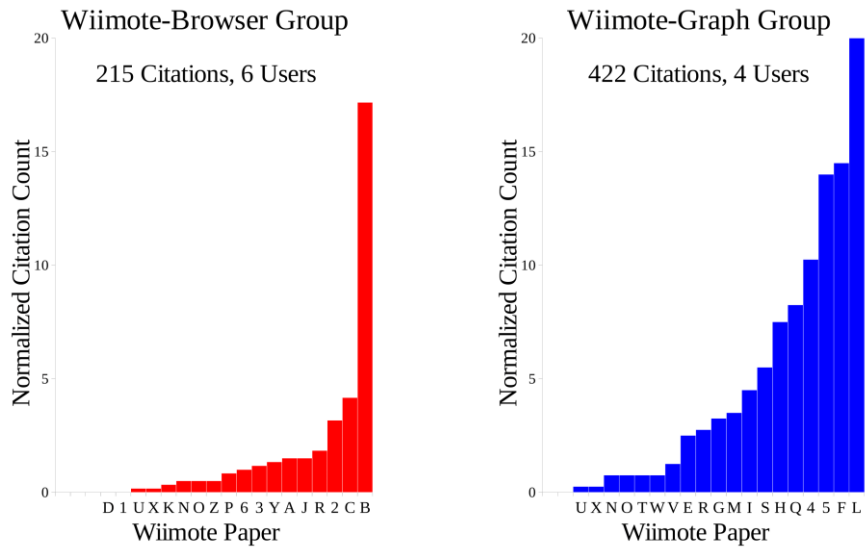 Wiimote-Browser Group
215 Citations, 6 Users
Normalized Citation Count
20
15
10
5
0
D 1 U X K N O Z P 6 3 Y A J R 2 C B
Wiimote Paper
Wiimote-Graph Group
422 Citations, 4 Users
Normalized Citation Count
20
15
10
5
0
U X N O T W V E R G M I S H Q 4 5 F L
Wiimote Paper